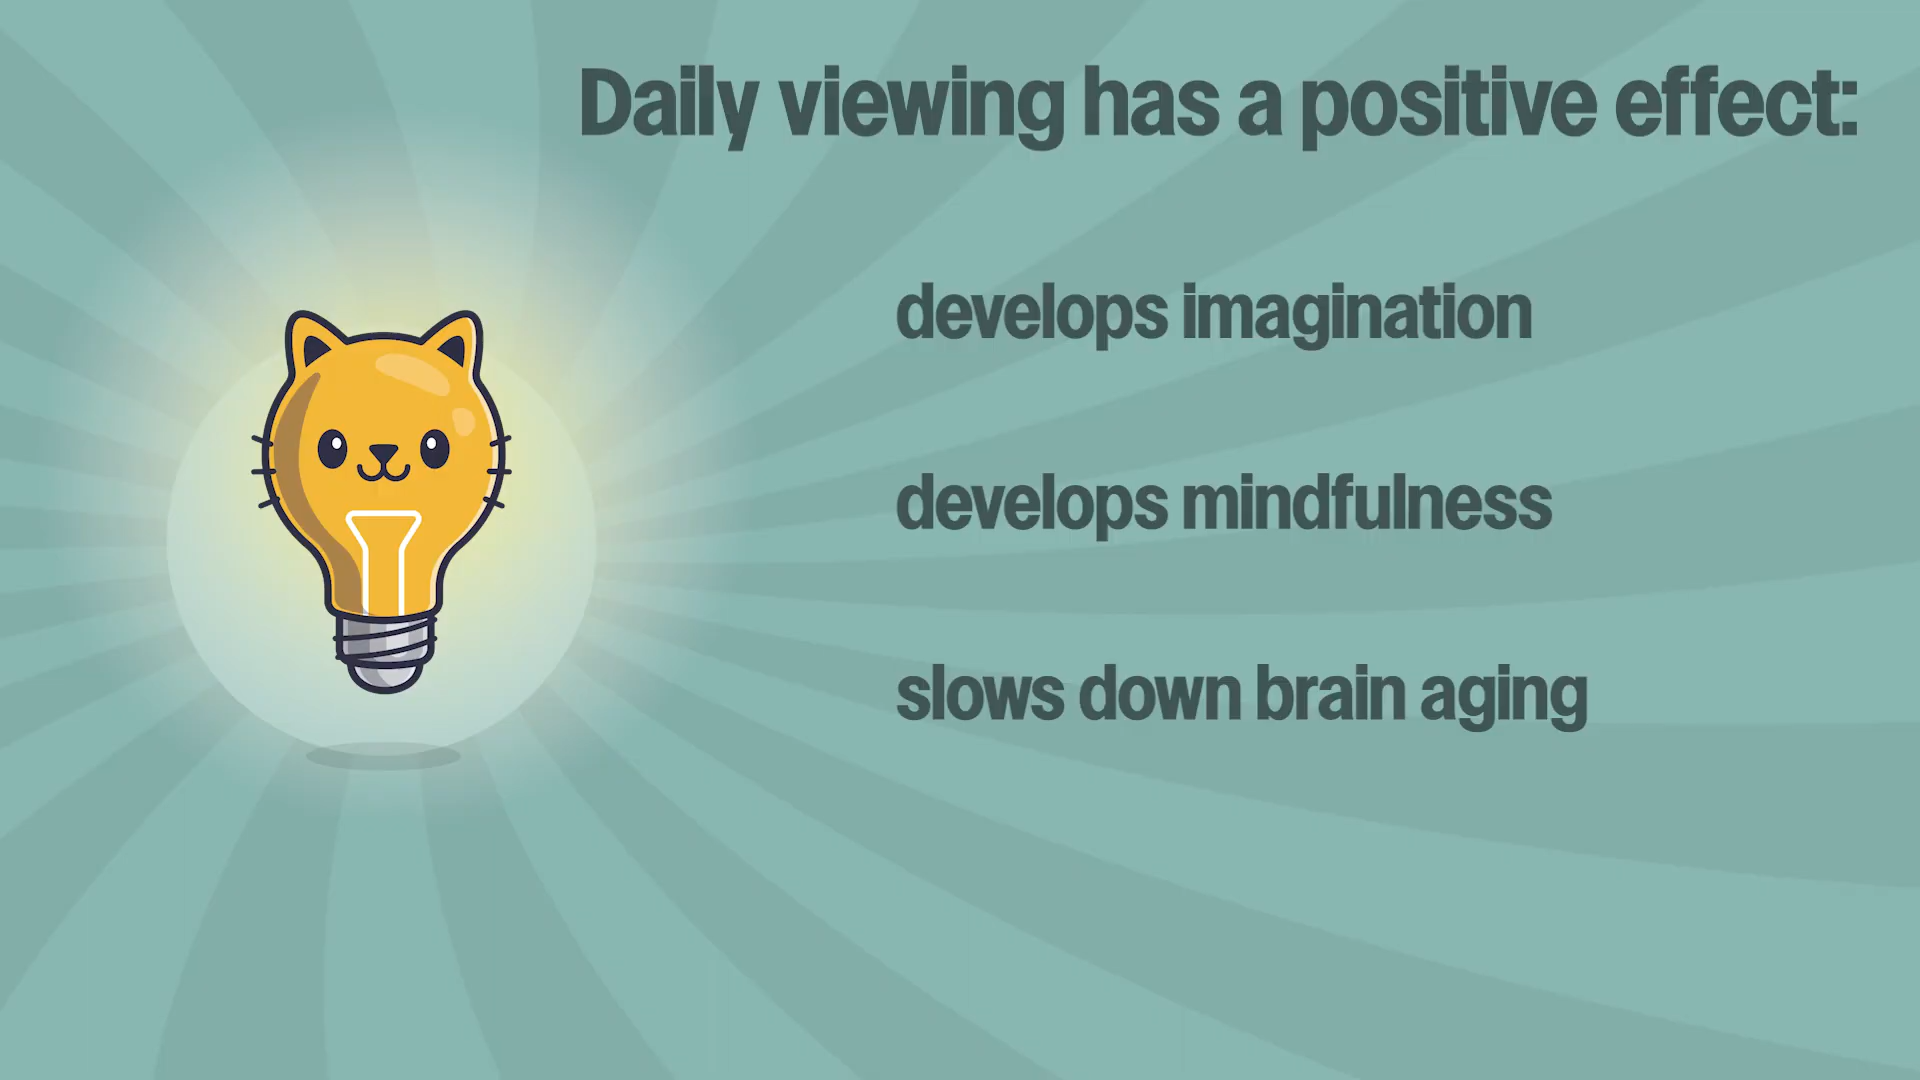 Daily viewing has a positive effect:
develops imagination
develops mindfulness
slows down brain aging